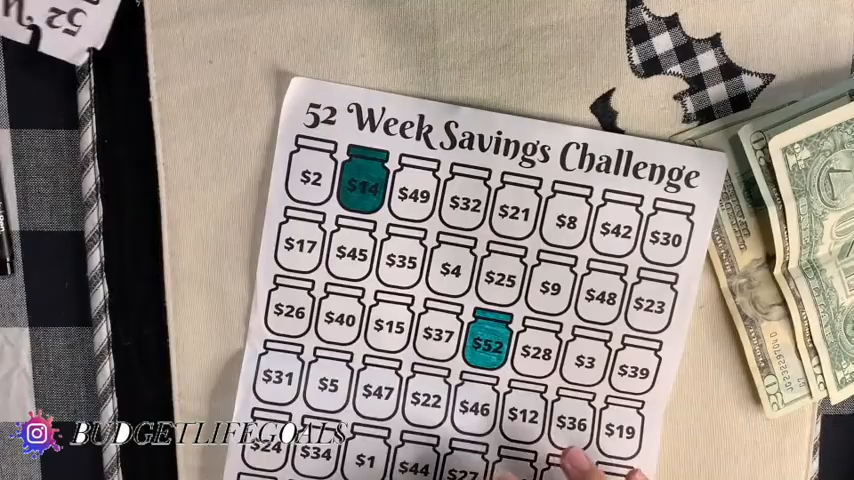 52
52 Week Savings Challenge
$2 $14 $49 $32 $21 $8 $42 $30
$17 $45 $35 $4 $25 $9 $48 $23
$26 $40 $15 $37 $52 $28 $3 $39
$31 $5 $47 $22 $46 $12 $36 $19
$24 $34 $1 $44 $27
BUDGETLIFEGOALS